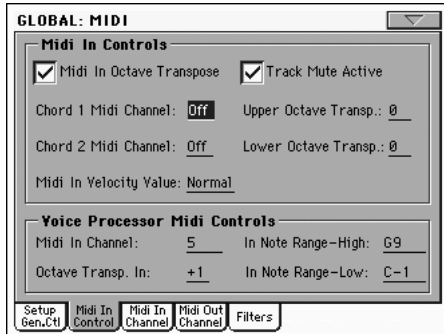 GLOBAL: MIDI
Midi In Controls
Midi In Octave Transpose Track Mute Active
Chord 1 Midi Channel: Off Upper Octave Transp.: 0
Chord 2 Midi Channel: Off Lower Octave Transp.: 0
Midi In Velocity Value: Normal
Voice Processor Midi Controls
Midi In Channel: 5 In Note Range-High: G9
Octave Transp. In: +1 In Note Range-Low: C-1
Setup Midi In Midi In Midi Out Filters
Gen.Ctl Control Channel Channel